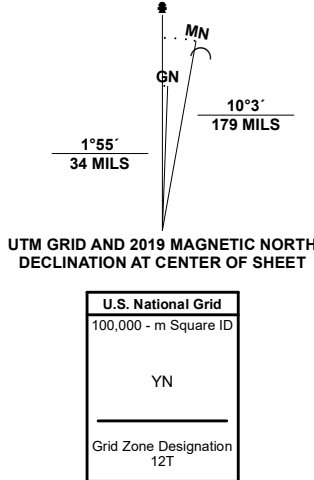 MN
GN
1°55´
34 MILS
10°3´
179 MILS
UTM GRID AND 2019 MAGNETIC NORTH
DECLINATION AT CENTER OF SHEET
U.S. National Grid
100,000 - m Square ID
YN
Grid Zone Designation
12T